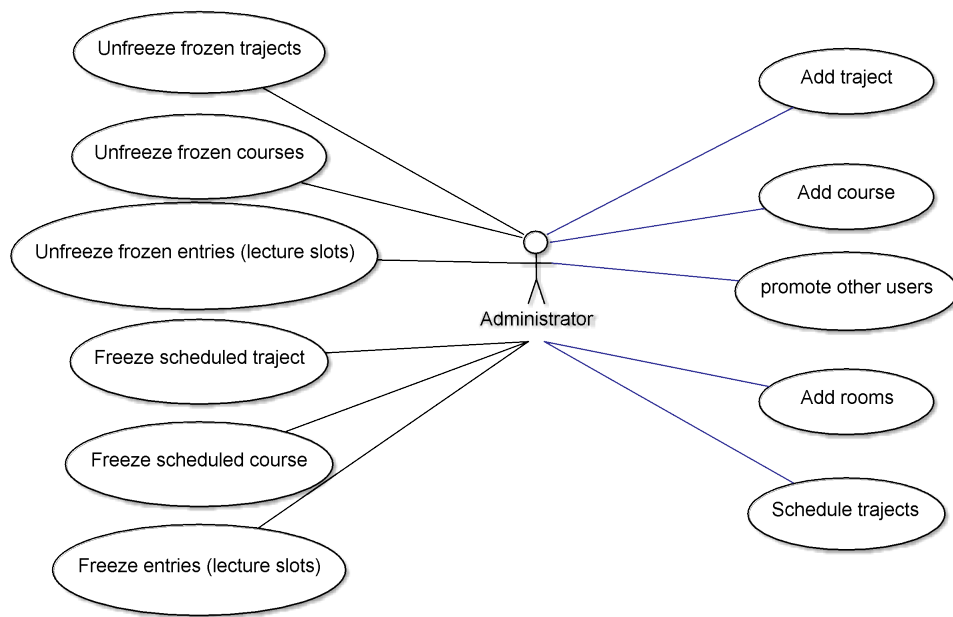 Unfreeze frozen trajects
Unfreeze frozen courses
Unfreeze frozen entries (lecture slots)
Freeze scheduled traject
Freeze scheduled course
Freeze entries (lecture slots)
Administrator
Add traject
Add course
promote other users
Add rooms
Schedule trajects